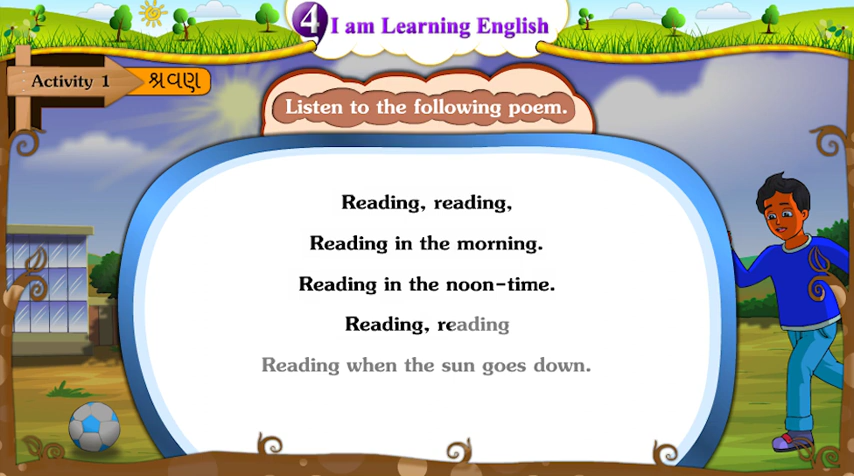 4 I am Learning English
Activity 1 શ્રવણ
Listen to the following poem.
Reading, reading,
Reading in the morning.
Reading in the noon-time.
Reading, reading
Reading when the sun goes down.